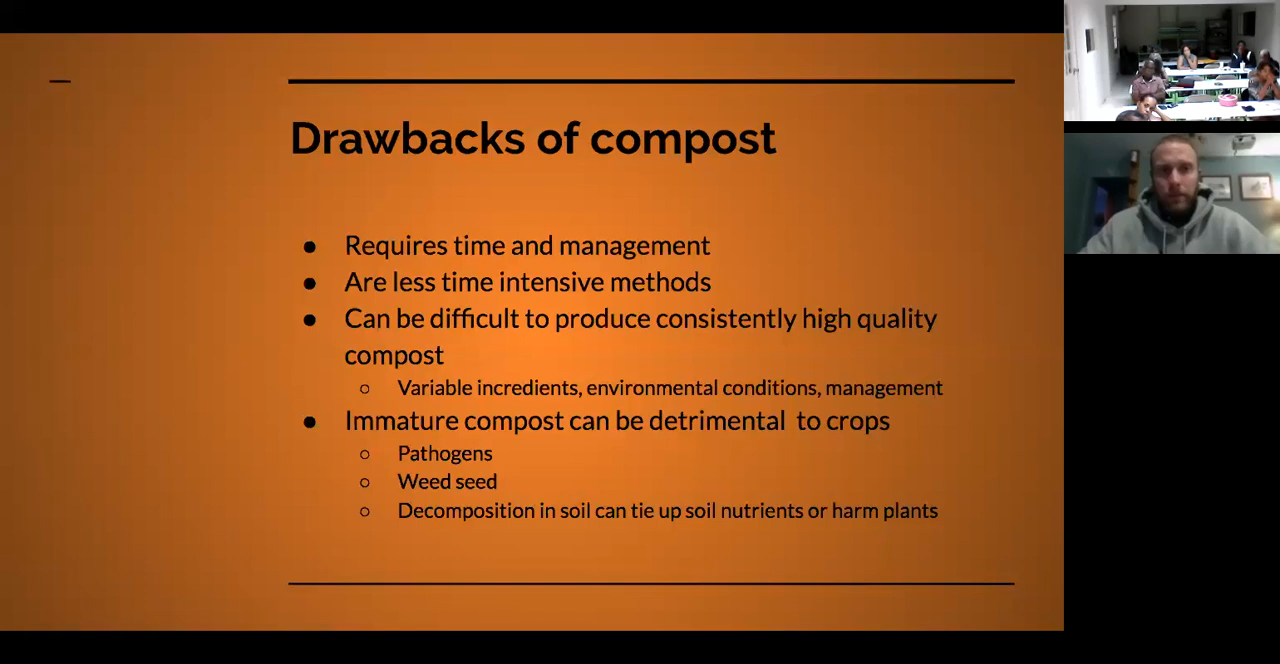 Drawbacks of compost
● Requires time and management
● Are less time intensive methods
● Can be difficult to produce consistently high quality
compost
○ Variable incredients, environmental conditions, management
● Immature compost can be detrimental to crops
○ Pathogens
○ Weed seed
○ Decomposition in soil can tie up soil nutrients or harm plants